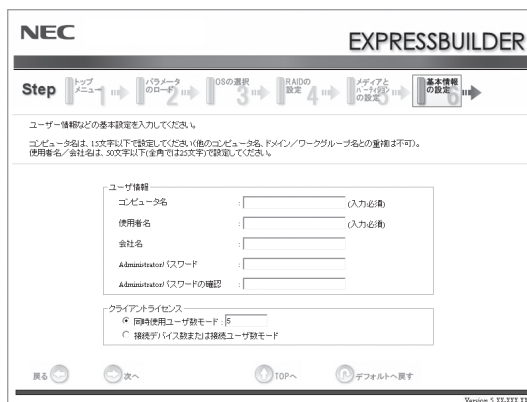 NEC
EXPRESSBUILDER
Step
トップメニュー 1
パラメータのロード 2
OSの選択 3
RAIDの設定 4
メディアとパーティションの設定 5
基本情報の設定 6
ユーザー情報などの基本設定を入力してください。
コンピュータ名は、15文字以下で設定してください(他のコンピュータ名、ドメイン/ワークグループ名との重複は不可)。
使用者名/会社名は、50文字以下(全角では25文字)で設定してください。
ユーザ情報
コンピュータ名 : (入力必須)
使用者名 : (入力必須)
会社名 :
Administratorパスワード :
Administratorパスワードの確認 :
クライアントライセンス
同時使用ユーザ数モード : 5
接続デバイス数または接続ユーザ数モード
戻る
次へ
TOPへ
デフォルトへ戻す
Version 5.XX-XXX.XX